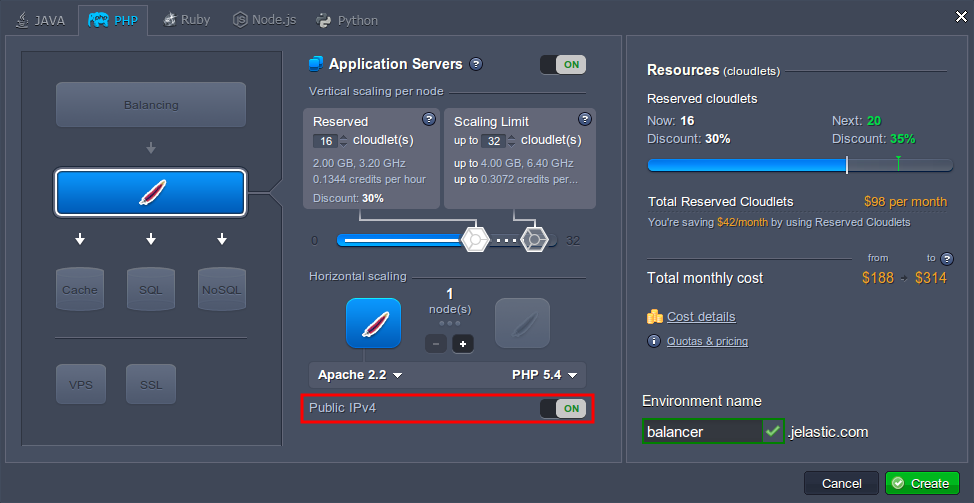 JAVA PHP Ruby Node.js Python
Balancing
Cache SQL NoSQL
VPS SSL
Application Servers ? ON
Vertical scaling per node
Reserved ?
16 cloudlet(s)
2.00 GB, 3.20 GHz
0.1344 credits per hour
Discount: 30%
Scaling Limit ?
up to 32 cloudlet(s)
up to 4.00 GB, 6.40 GHz
up to 0.3072 credits per...
0 32
Horizontal scaling
1
node(s)
- +
Apache 2.2 PHP 5.4
Public IPv4 ON
Resources (cloudlets)
Reserved cloudlets
Now: 16 Next: 20
Discount: 30% Discount: 35%
Total Reserved Cloudlets $98 per month
You're saving $42/month by using Reserved Cloudlets
from to ?
Total monthly cost $188 $314
Cost details
i Quotas & pricing
Environment name
balancer .jelastic.com
Cancel Create